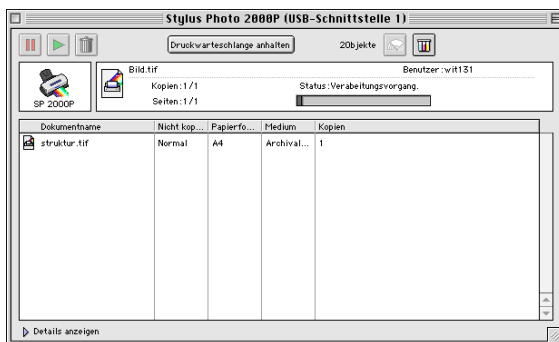 Stylus Photo 2000P (USB-Schnittstelle 1)
Druckwarteschlange anhalten
2Objekte
SP 2000P
Bild.tif
Benutzer:wit131
Kopien:1/1
Status:Verabeitungsvorgang.
Seiten:1/1
Dokumentname Nicht kop... Papierfo... Medium Kopien
struktur.tif Normal A4 Archival... 1
Details anzeigen